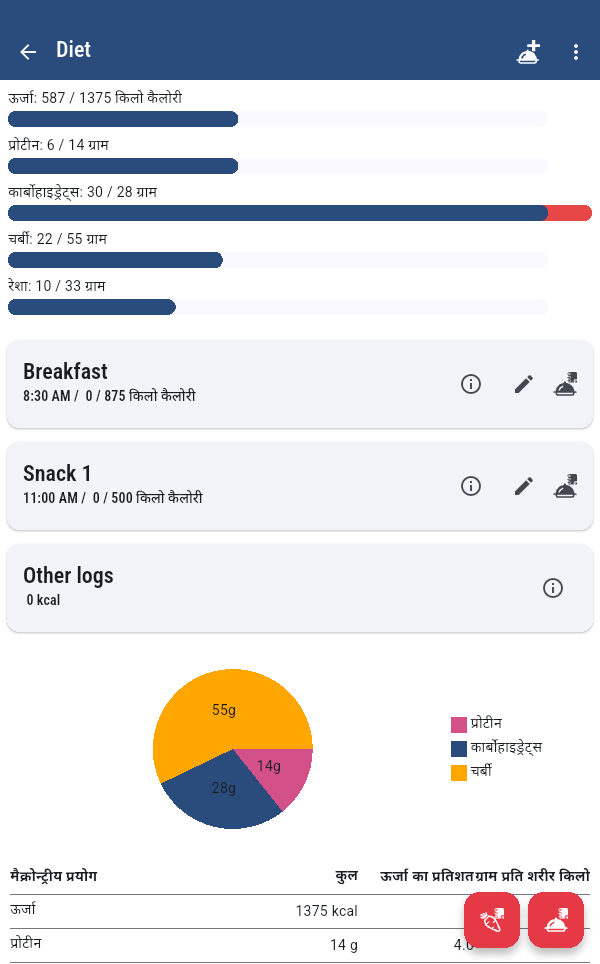 Diet
ऊर्जा: 587 / 1375 किलो कैलोरी
प्रोटीन: 6 / 14 ग्राम
कार्बोहाइड्रेट्स: 30 / 28 ग्राम
चर्बी: 22 / 55 ग्राम
रेशा: 10 / 33 ग्राम
Breakfast
8:30 AM / 0 / 875 किलो कैलोरी
Snack 1
11:00 AM / 0 / 500 किलो कैलोरी
Other logs
0 kcal
55g
14g
28g
प्रोटीन
कार्बोहाइड्रेट्स
चर्बी
मैक्रोन्ट्रीय प्रयोग कुल ऊर्जा का प्रतिशत ग्राम प्रति शरीर किलो
ऊर्जा 1375 kcal
प्रोटीन 14 g 4.0